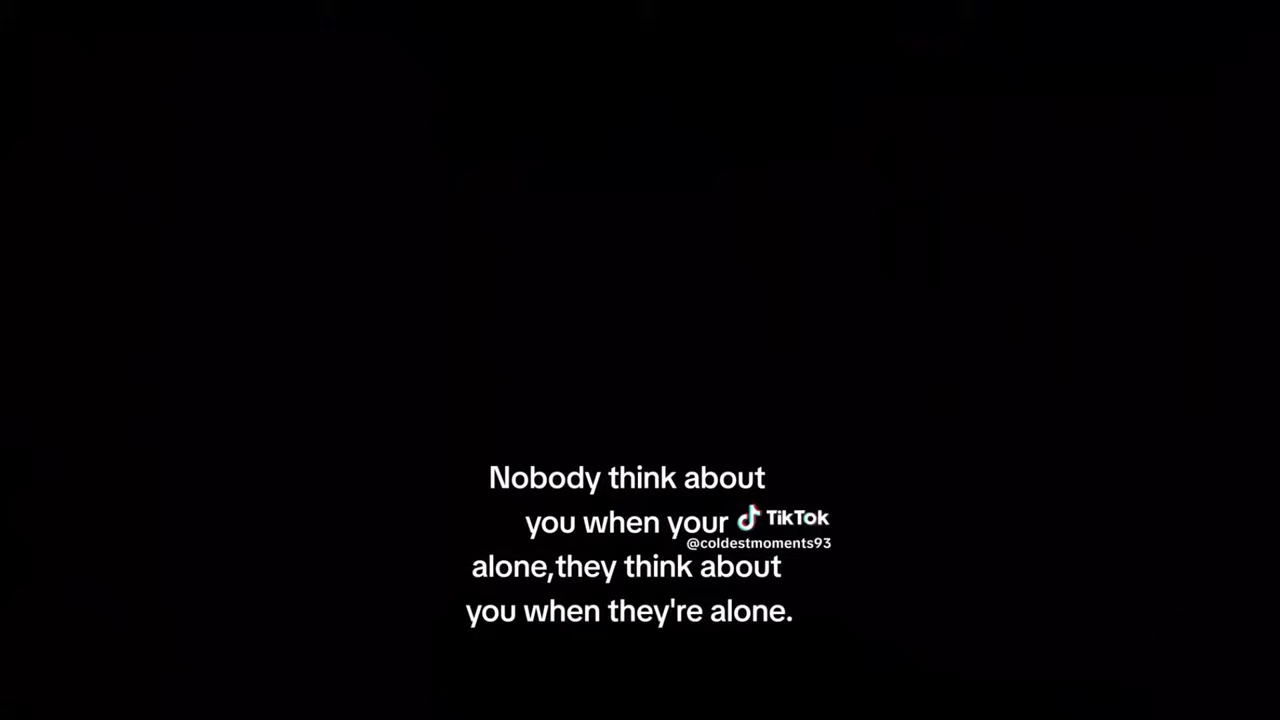 Nobody think about
you when your
TikTok
@coldestmoments93
alone,they think about
you when they're alone.